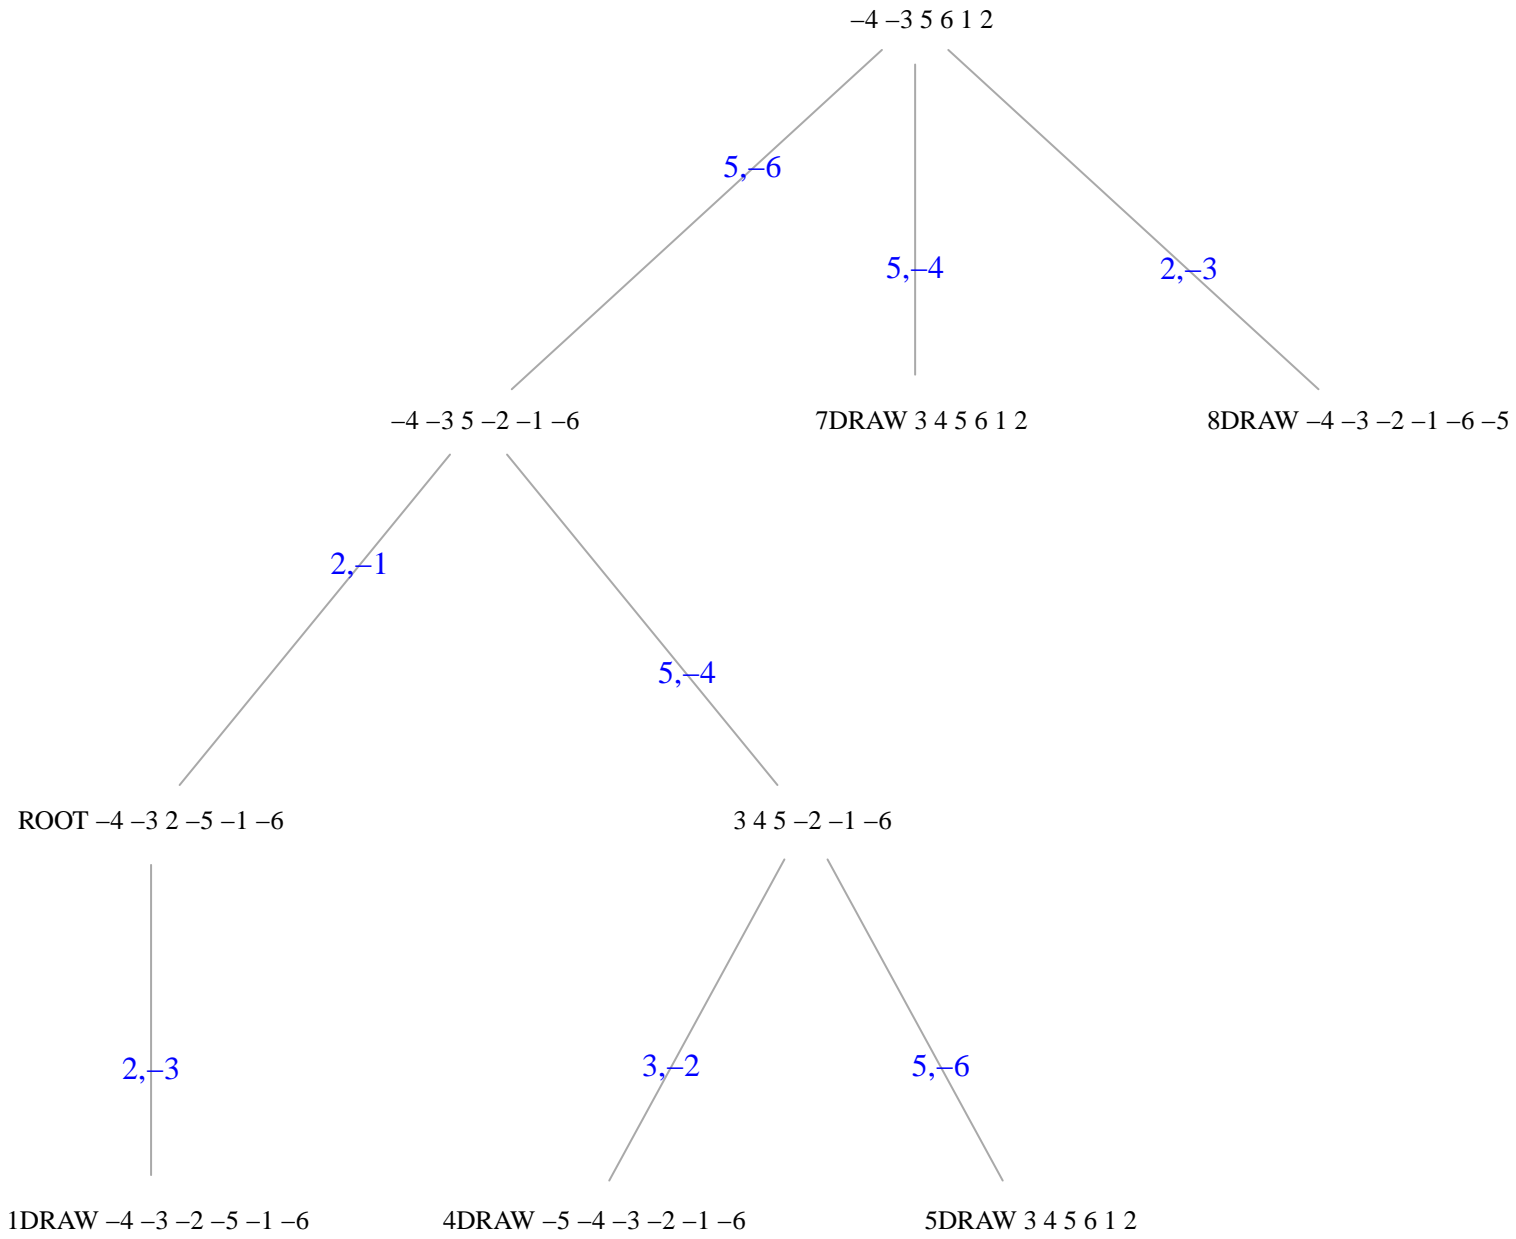 –4 –3 5 6 1 2
5,–6
5,–4
2,–3
–4 –3 5 –2 –1 –6
7DRAW 3 4 5 6 1 2
8DRAW –4 –3 –2 –1 –6 –5
2,–1
5,–4
ROOT –4 –3 2 –5 –1 –6
3 4 5 –2 –1 –6
2,–3
3,–2
5,–6
1DRAW –4 –3 –2 –5 –1 –6
4DRAW –5 –4 –3 –2 –1 –6
5DRAW 3 4 5 6 1 2